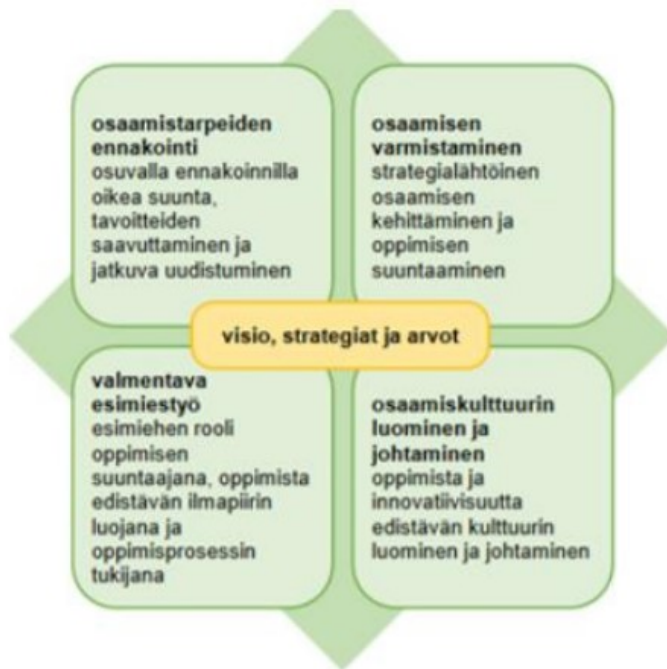 osaamistarpeiden
ennakointi
osuvalla ennakoinnilla
oikea suunta,
tavoitteiden
saavuttaminen ja
jatkuva uudistuminen
osaamisen
varmistaminen
strategialähtöinen
osaamisen
kehittäminen ja
oppimisen
suuntaaminen
visio, strategiat ja arvot
valmentava
esimiestyö
esimiehen rooli
oppimisen
suuntaajana, oppimista
edistävän ilmapiirin
luojana ja
oppimisprosessin
tukijana
osaamiskulttuurin
luominen ja
johtaminen
oppimista ja
innovatiivisuutta
edistävän kulttuurin
luominen ja johtaminen